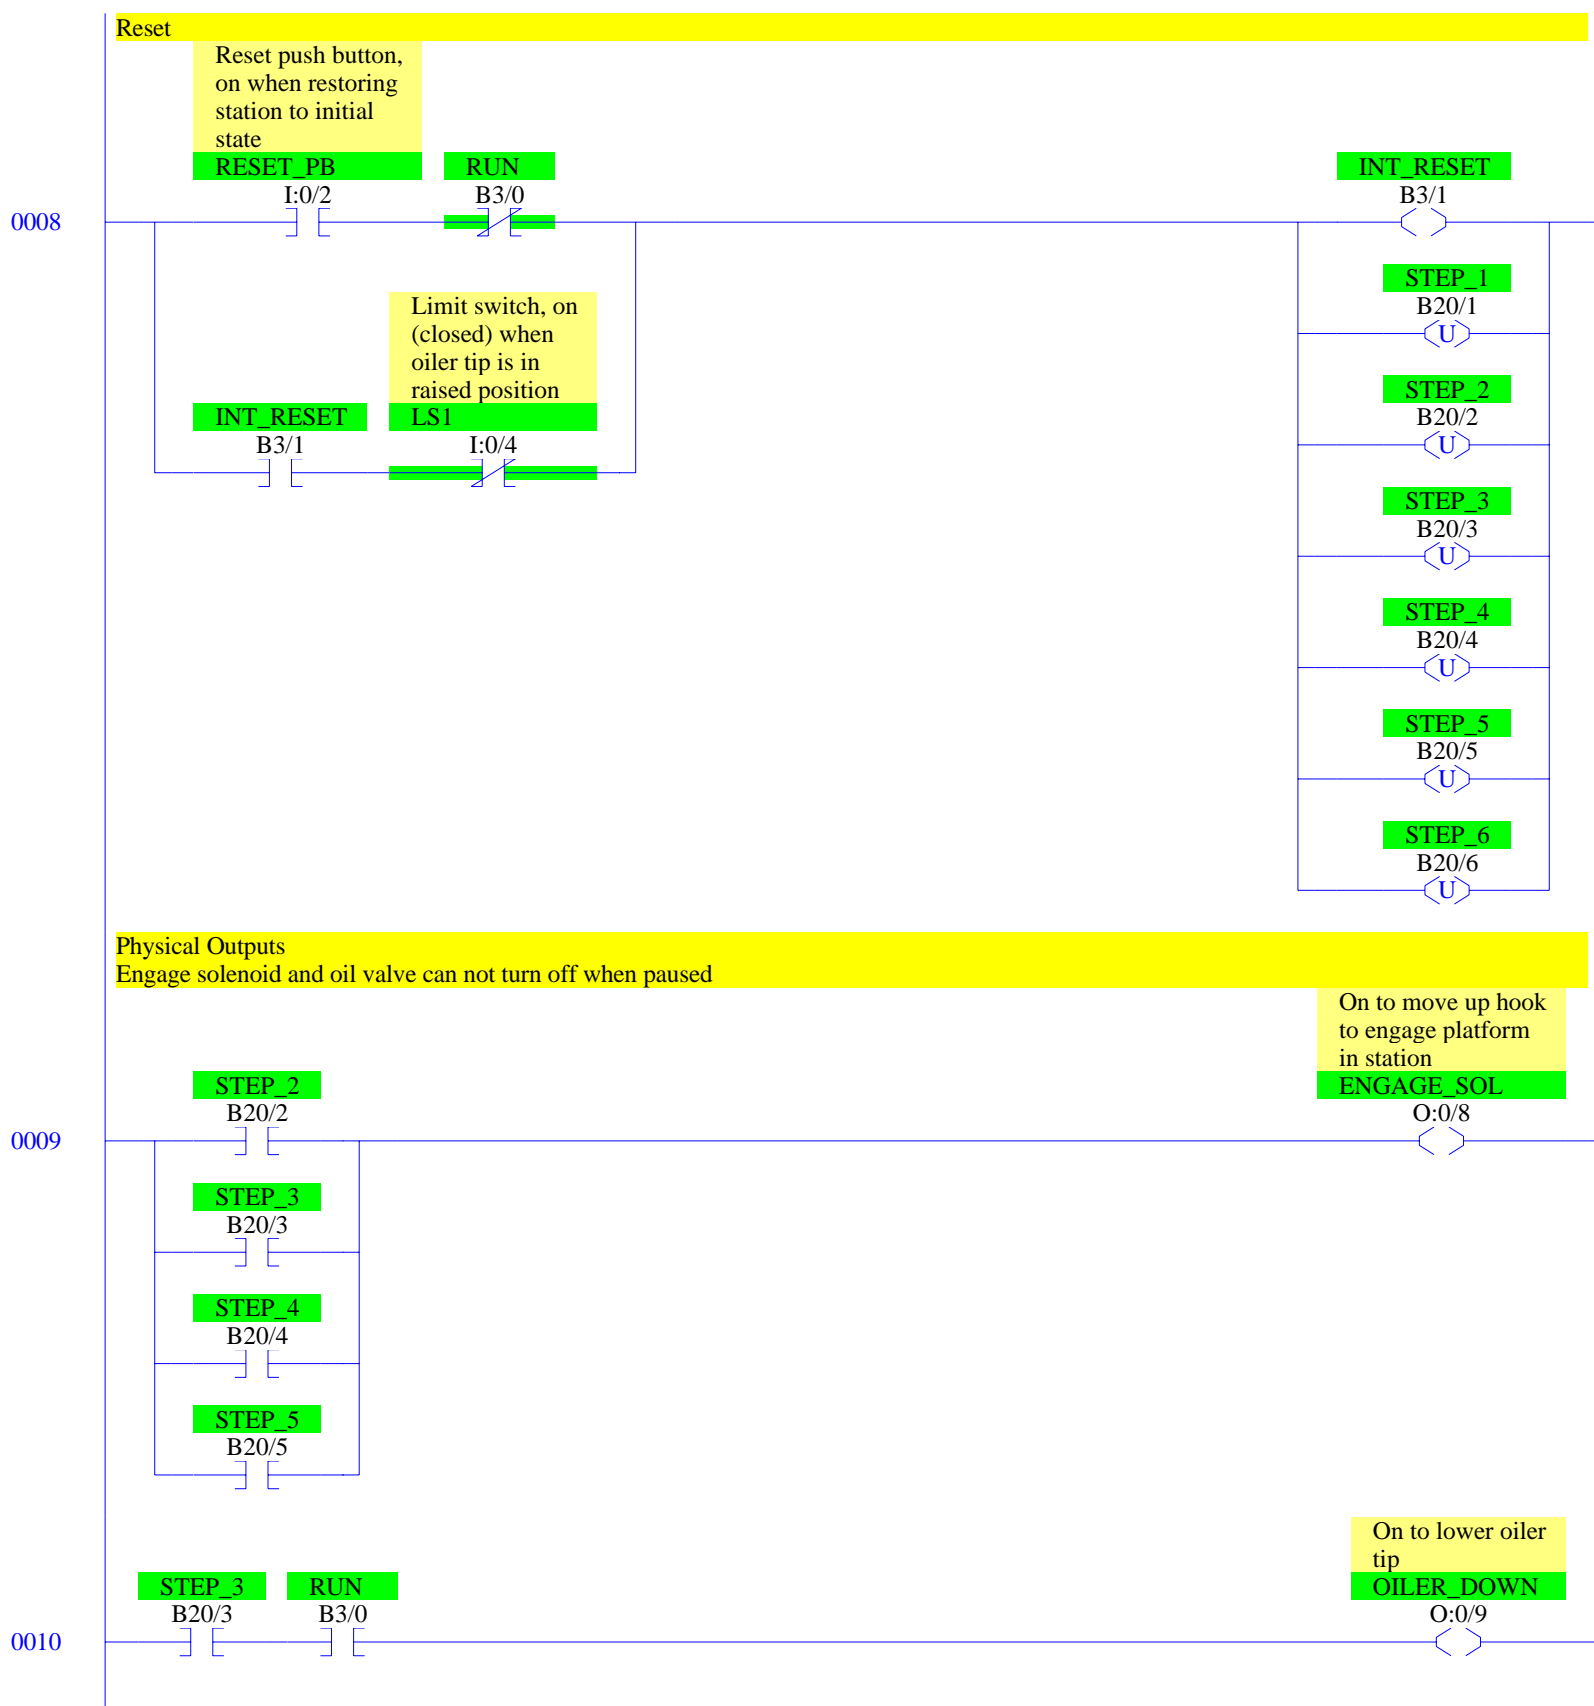 Reset
Reset push button,
on when restoring
station to initial
state
RESET_PB
I:0/2
RUN
B3/0
INT_RESET
B3/1
0008
STEP_1
B20/1
U
Limit switch, on
(closed) when
oiler tip is in
raised position
LS1
I:0/4
INT_RESET
B3/1
STEP_2
B20/2
U
STEP_3
B20/3
U
STEP_4
B20/4
U
STEP_5
B20/5
U
STEP_6
B20/6
U
Physical Outputs
Engage solenoid and oil valve can not turn off when paused
On to move up hook
to engage platform
in station
ENGAGE_SOL
O:0/8
STEP_2
B20/2
0009
STEP_3
B20/3
STEP_4
B20/4
STEP_5
B20/5
On to lower oiler
tip
OILER_DOWN
O:0/9
STEP_3
B20/3
RUN
B3/0
0010